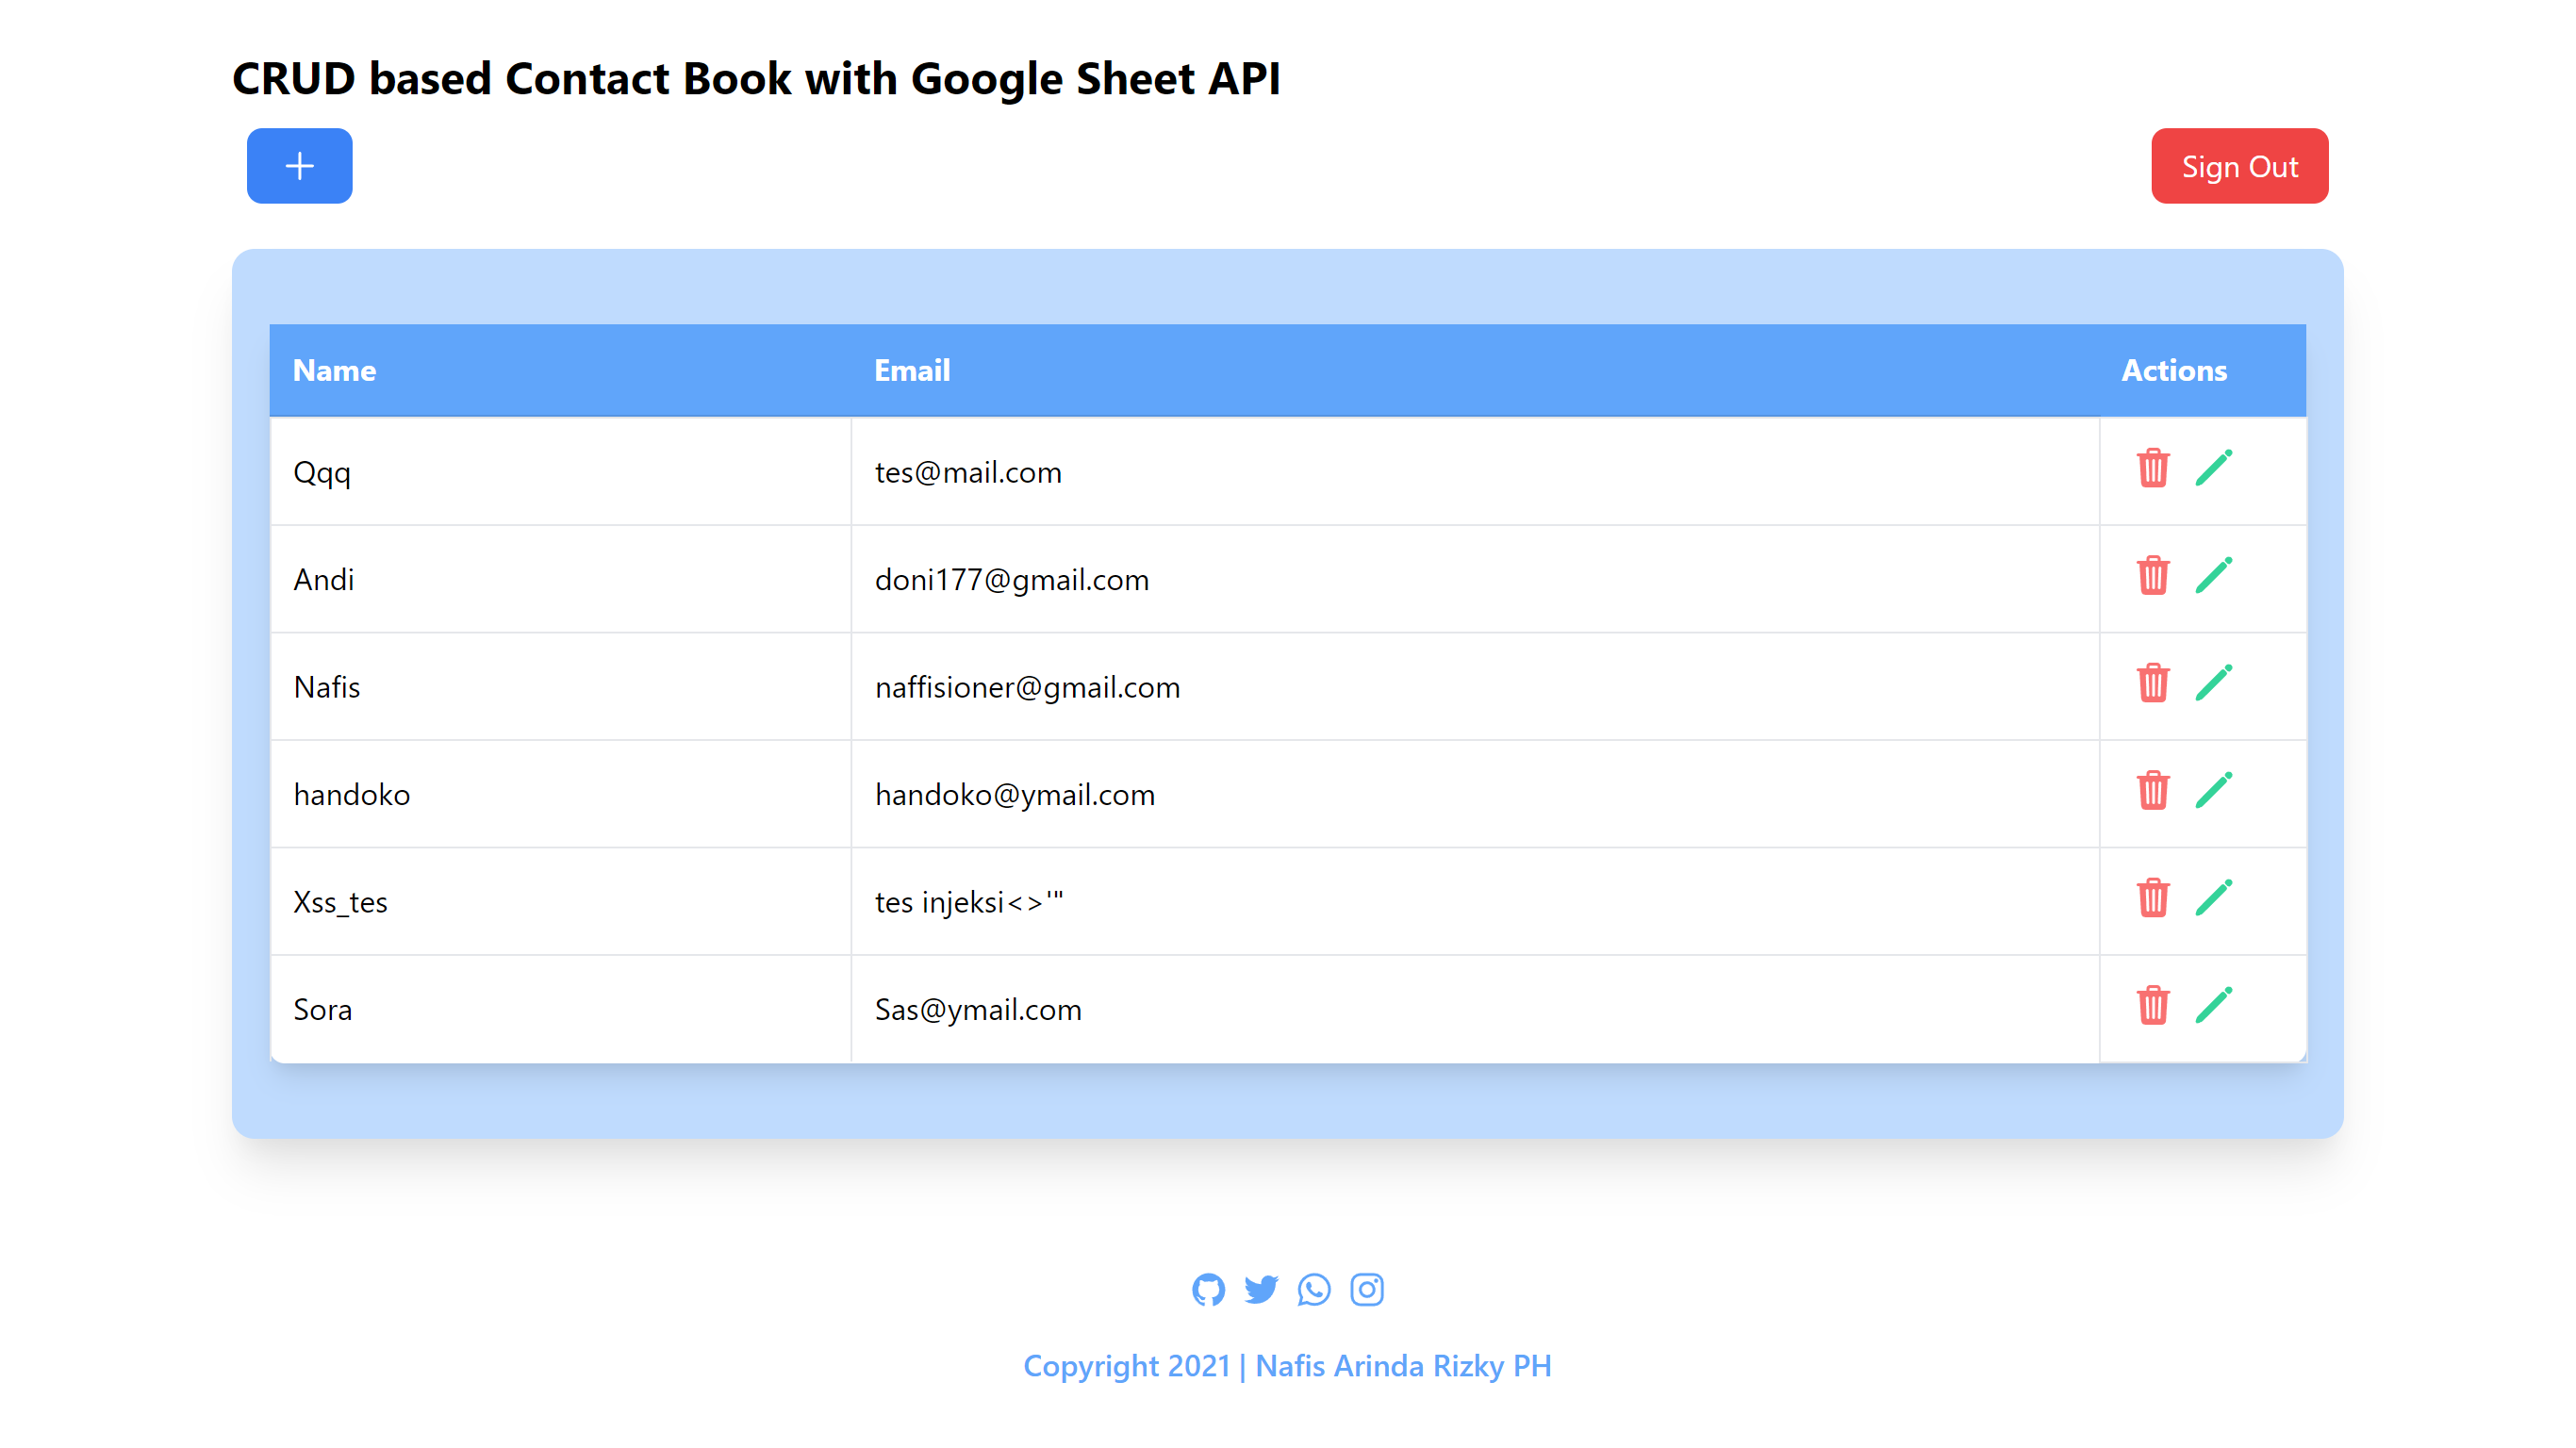 CRUD based Contact Book with Google Sheet API
+ Sign Out
Name Email Actions
Qqq tes@mail.com
Andi doni177@gmail.com
Nafis naffisioner@gmail.com
handoko handoko@ymail.com
Xss_tes tes injeksi<>'"
Sora Sas@ymail.com
Copyright 2021 | Nafis Arinda Rizky PH